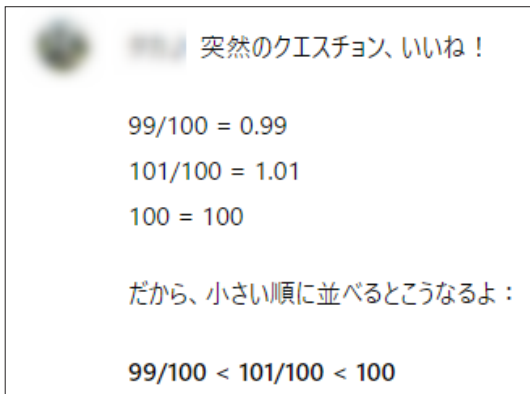 突然のクエスチョン、いいね！
99/100 = 0.99
101/100 = 1.01
100 = 100
だから、小さい順に並べるとこうなるよ：
99/100 < 101/100 < 100